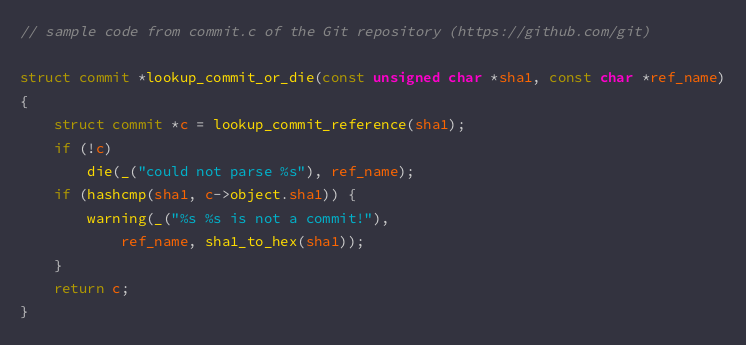 // sample code from commit.c of the Git repository (https://github.com/git)
struct commit *lookup_commit_or_die(const unsigned char *sha1, const char *ref_name)
{
    struct commit *c = lookup_commit_reference(sha1);
    if (!c)
        die(_("could not parse %s"), ref_name);
    if (hashcmp(sha1, c->object.sha1)) {
        warning(_("%s %s is not a commit!"),
            ref_name, sha1_to_hex(sha1));
    }
    return c;
}